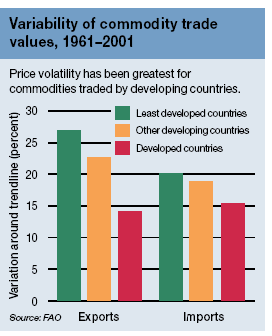 Variability of commodity trade
values, 1961–2001
Price volatility has been greatest for
commodities traded by developing countries.
Variation around trendline (percent)
30
25
20
15
10
5
0
Least developed countries
Other developing countries
Developed countries
Source: FAO
Exports
Imports